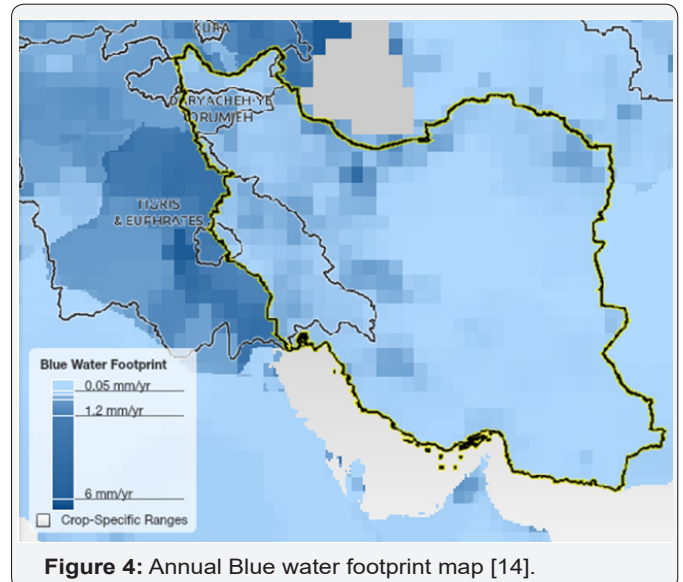 KURA
DARYACHEH-YE
ORUMIEH
TIGRIS
& EUPHRATES
Blue Water Footprint
0.05 mm/yr
1.2 mm/yr
6 mm/yr
Crop-Specific Ranges
Figure 4: Annual Blue water footprint map [14].